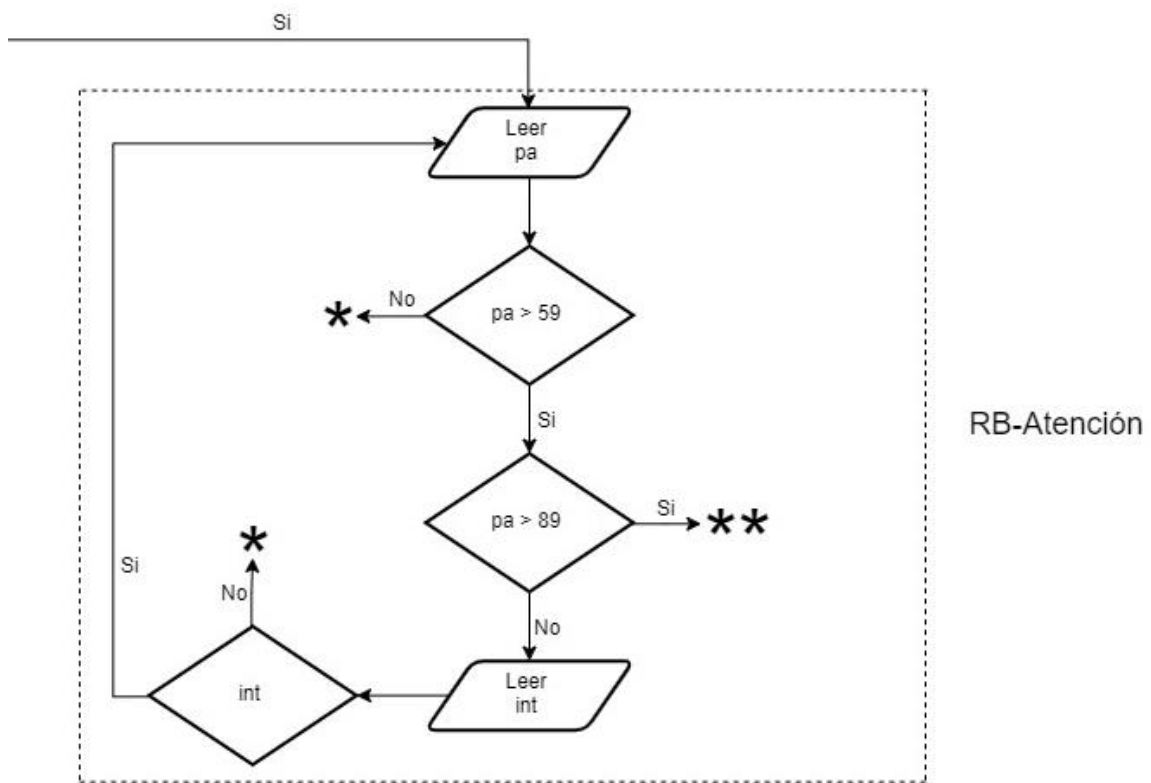 Si
Leer
pa
No
*
pa > 59
Si
RB-Atención
pa > 89
Si
**
*
Si
No
No
int
Leer
int